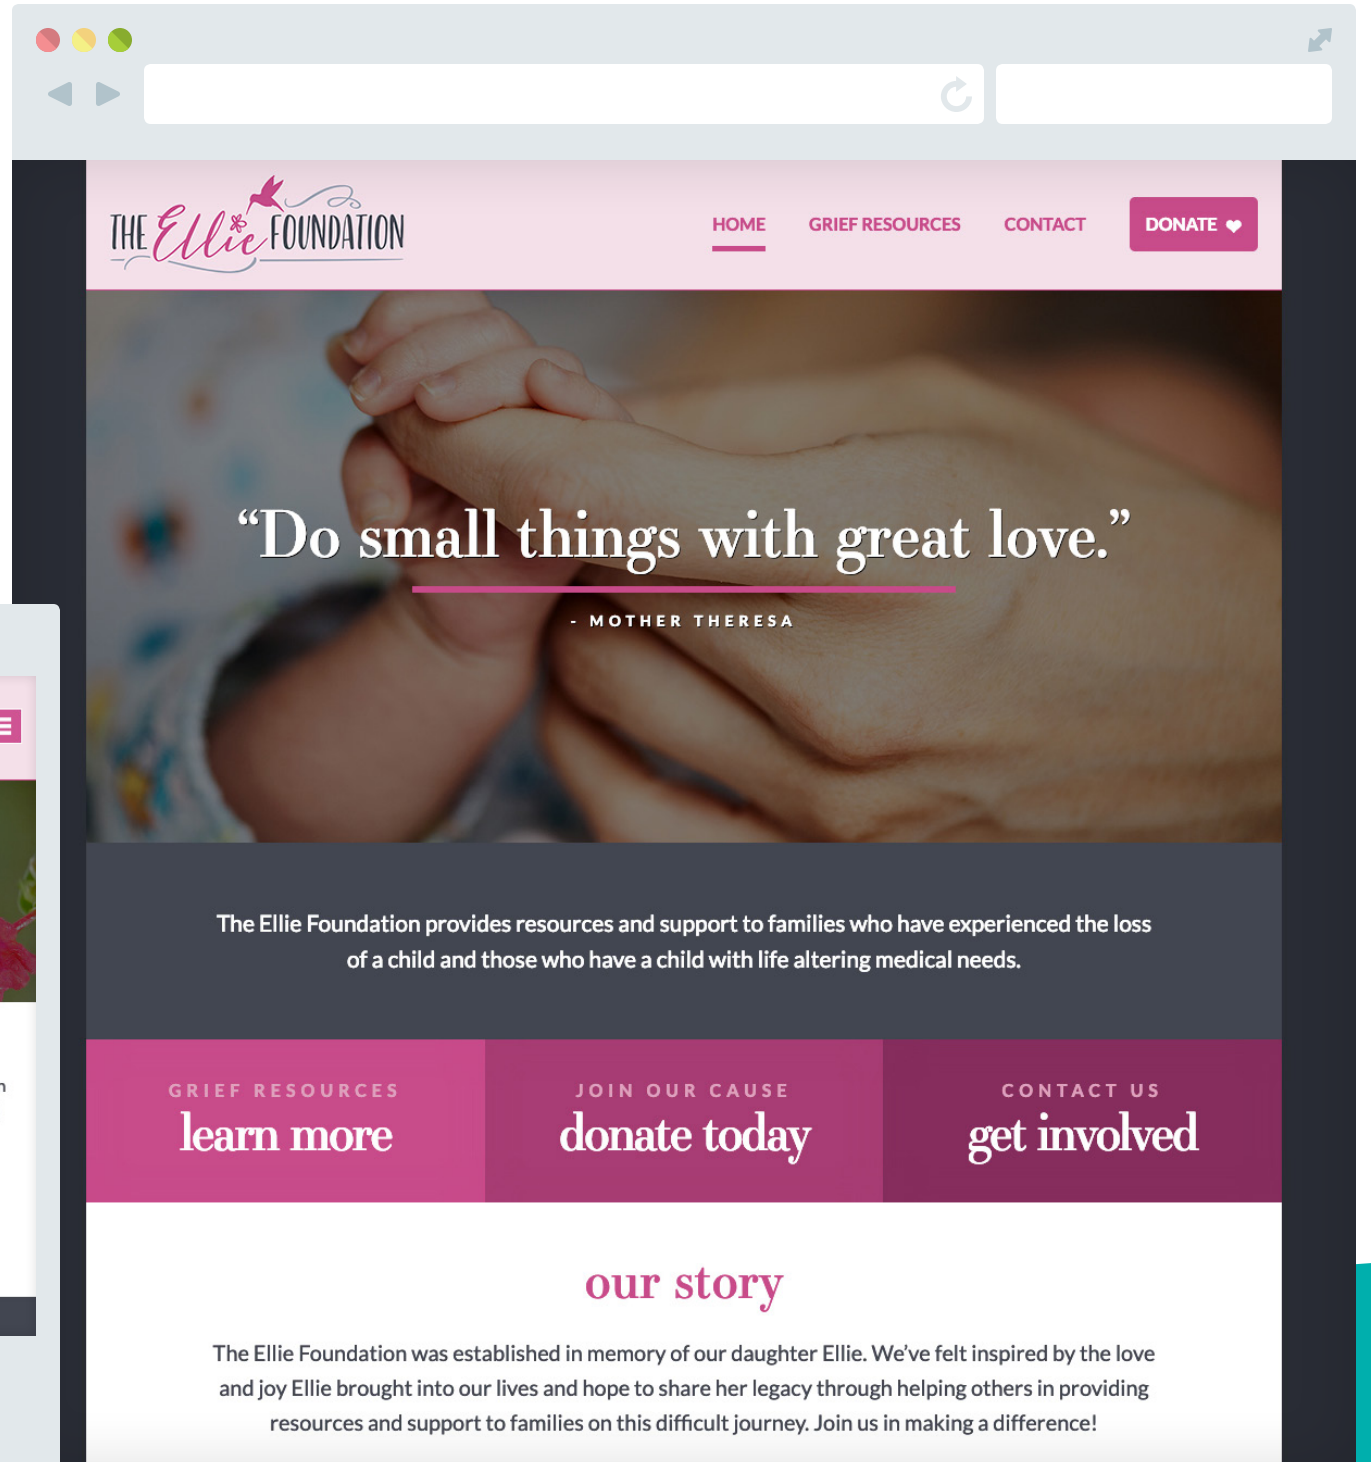 THE Ellie FOUNDATION
HOME GRIEF RESOURCES CONTACT DONATE
“Do small things with great love.”
- MOTHER THERESA
The Ellie Foundation provides resources and support to families who have experienced the loss
of a child and those who have a child with life altering medical needs.
GRIEF RESOURCES
learn more
JOIN OUR CAUSE
donate today
CONTACT US
get involved
our story
The Ellie Foundation was established in memory of our daughter Ellie. We’ve felt inspired by the love
and joy Ellie brought into our lives and hope to share her legacy through helping others in providing
resources and support to families on this difficult journey. Join us in making a difference!